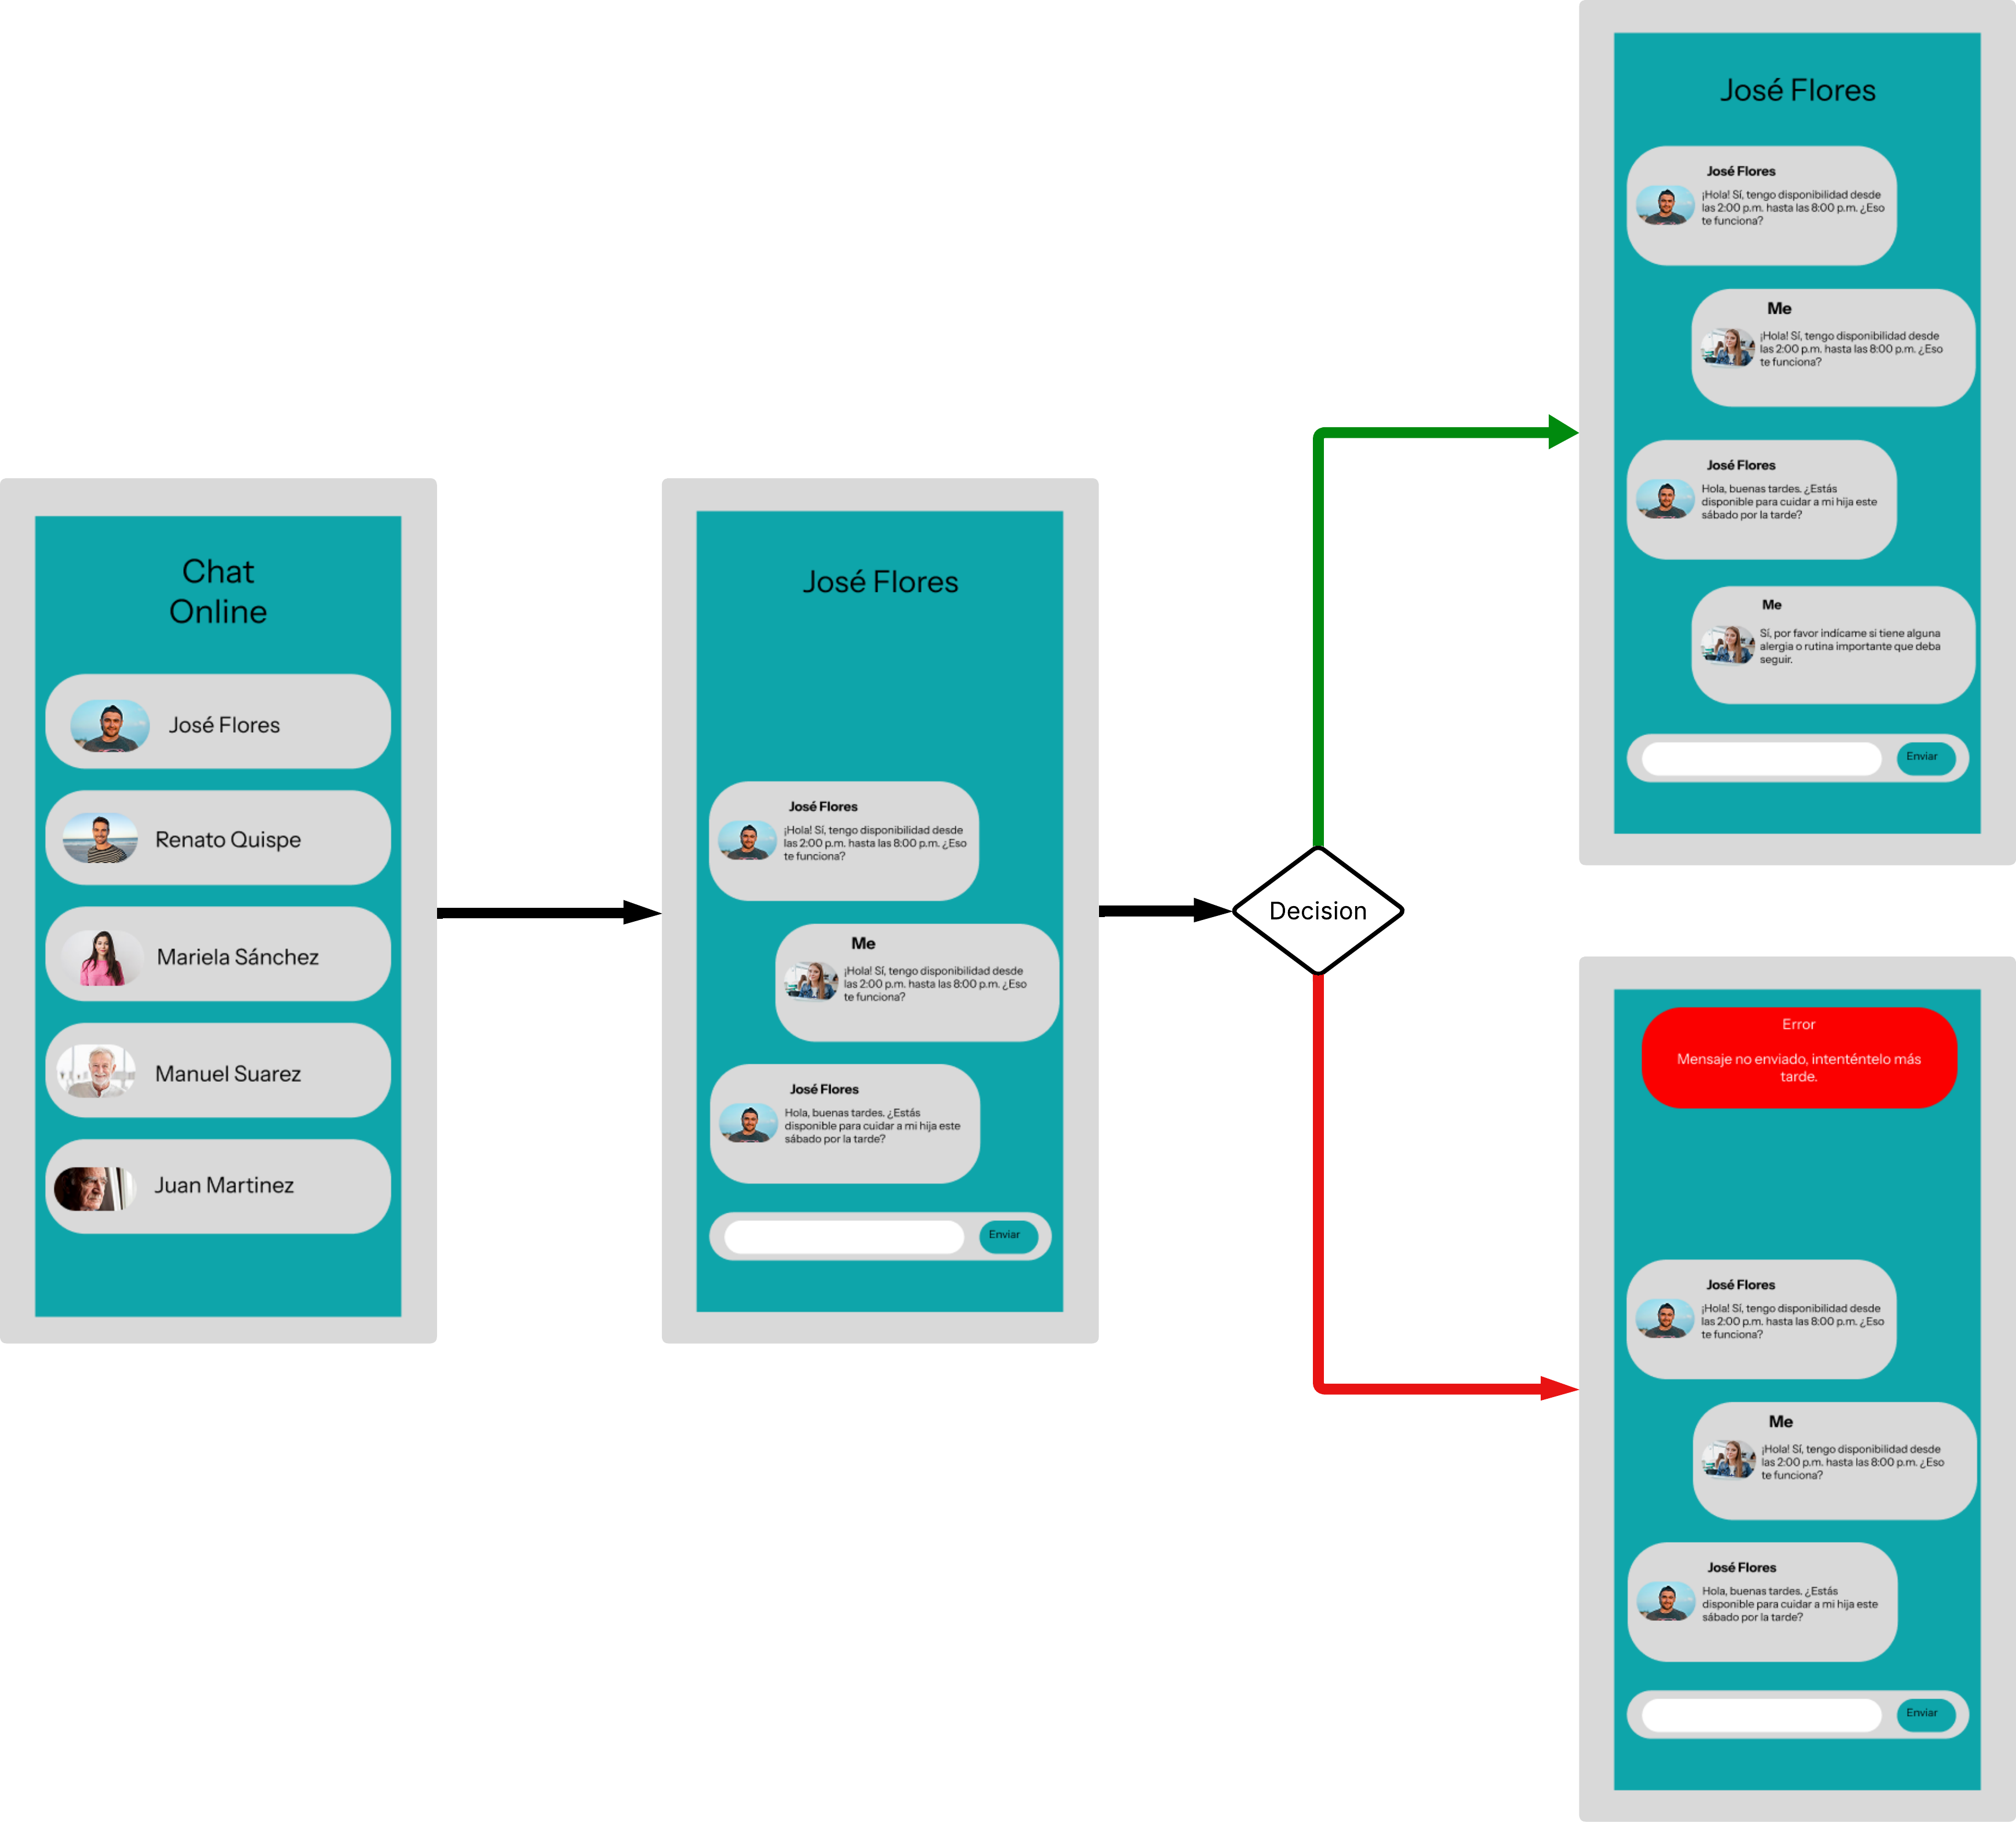 Chat
Online
José Flores
Renato Quispe
Mariela Sánchez
Manuel Suarez
Juan Martinez
José Flores
José Flores
¡Hola! Sí, tengo disponibilidad desde
las 2:00 p.m. hasta las 8:00 p.m. ¿Eso
te funciona?
Me
¡Hola! Sí, tengo disponibilidad desde
las 2:00 p.m. hasta las 8:00 p.m. ¿Eso
te funciona?
José Flores
Hola, buenas tardes. ¿Estás
disponible para cuidar a mi hija este
sábado por la tarde?
Enviar
Decision
José Flores
José Flores
¡Hola! Sí, tengo disponibilidad desde
las 2:00 p.m. hasta las 8:00 p.m. ¿Eso
te funciona?
Me
¡Hola! Sí, tengo disponibilidad desde
las 2:00 p.m. hasta las 8:00 p.m. ¿Eso
te funciona?
José Flores
Hola, buenas tardes. ¿Estás
disponible para cuidar a mi hija este
sábado por la tarde?
Me
Sí, por favor indícame si tiene alguna
alergia o rutina importante que deba
seguir.
Enviar
Error
Mensaje no enviado, intenténtelo más
tarde.
José Flores
¡Hola! Sí, tengo disponibilidad desde
las 2:00 p.m. hasta las 8:00 p.m. ¿Eso
te funciona?
Me
¡Hola! Sí, tengo disponibilidad desde
las 2:00 p.m. hasta las 8:00 p.m. ¿Eso
te funciona?
José Flores
Hola, buenas tardes. ¿Estás
disponible para cuidar a mi hija este
sábado por la tarde?
Enviar